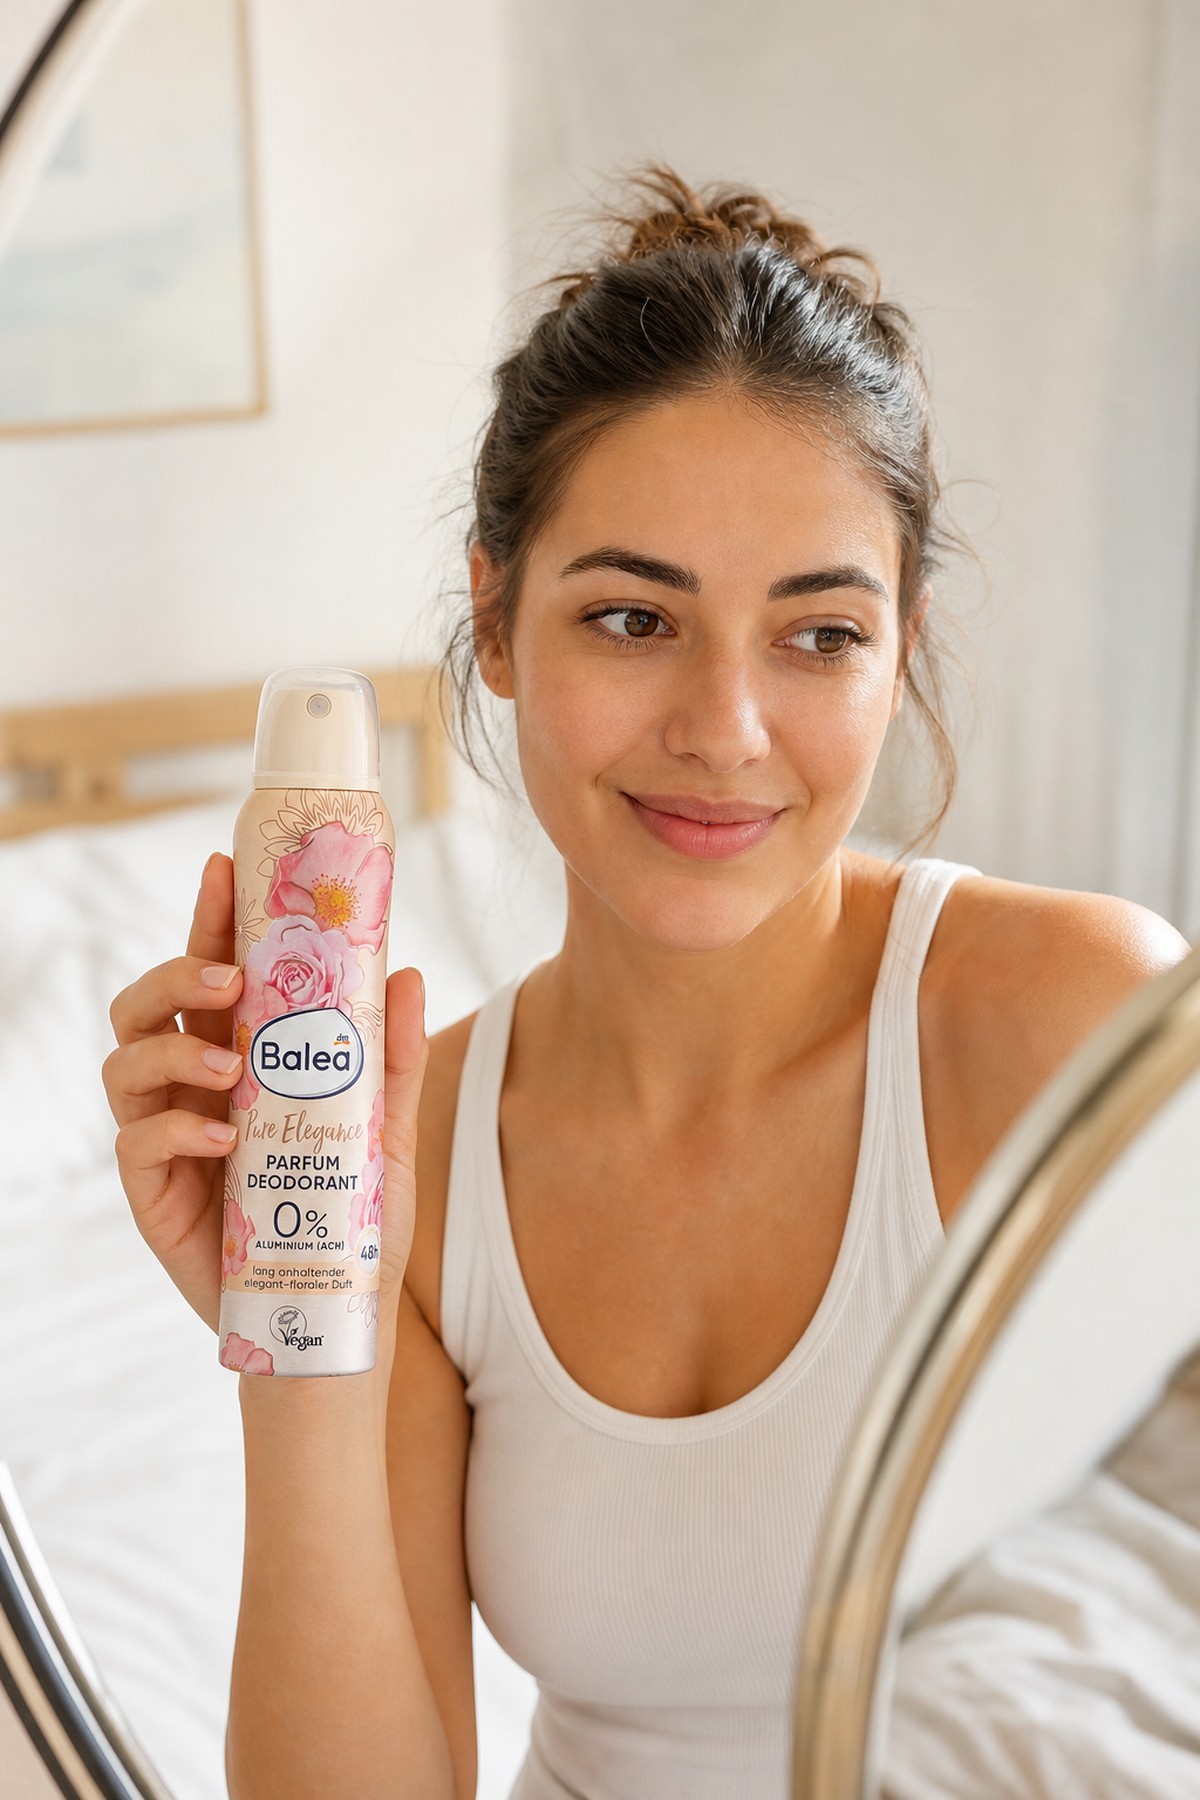 dm
Balea
Pure Elegance
PARFUM
DEODORANT
0%
ALUMINIUM (ACH)
48h
lang anhaltender
elegant-floraler Duft
Vegan